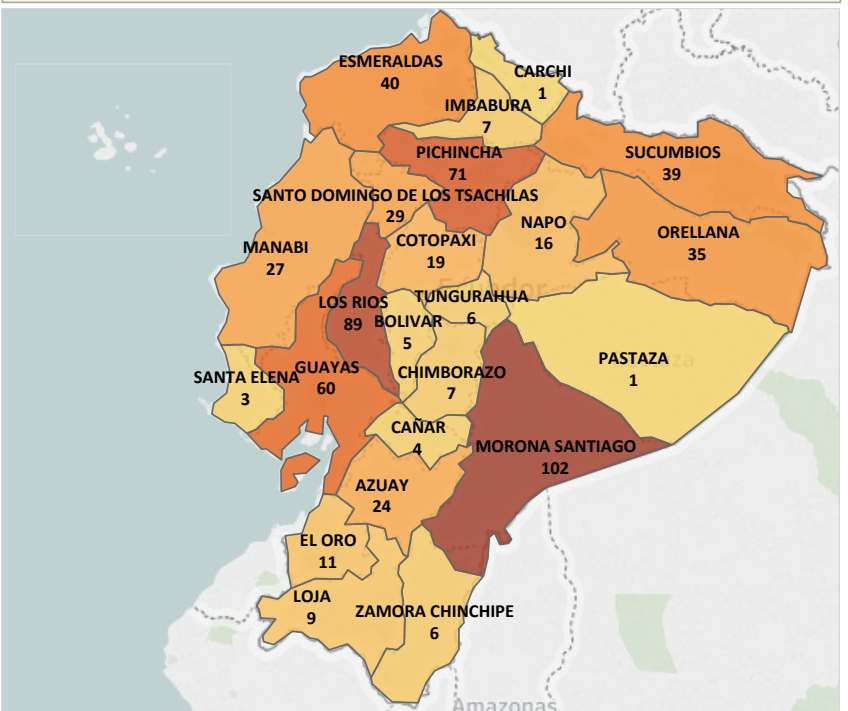 ESMERALDAS
40
CARCHI
1
IMBABURA
7
PICHINCHA
71
SUCUMBIOS
39
SANTO DOMINGO DE LOS TSACHILAS
29
NAPO
16
ORELLANA
35
MANABI
27
COTOPAXI
19
LOS RIOS
89
TUNGURAHUA
6
BOLIVAR
5
PASTAZA
1
SANTA ELENA
3
GUAYAS
60
CHIMBORAZO
7
CAÑAR
4
MORONA SANTIAGO
102
AZUAY
24
EL ORO
11
LOJA
9
ZAMORA CHINCHIPE
6
Amazonas